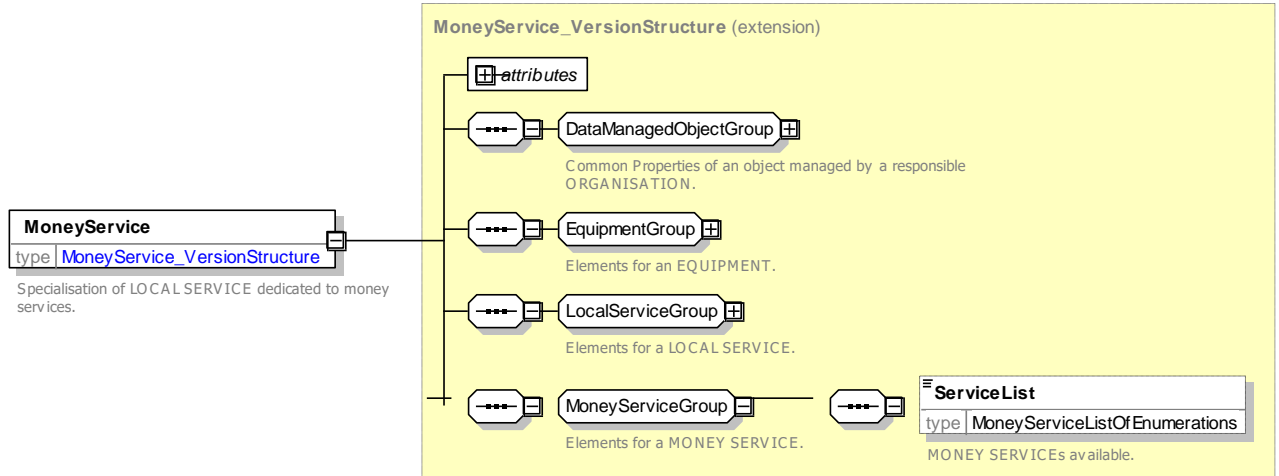 MoneyService_VersionStructure (extension)
attributes
DataManagedObjectGroup
Common Properties of an object managed by a responsible
ORGANISATION.
EquipmentGroup
Elements for an EQUIPMENT.
MoneyService
type MoneyService_VersionStructure
Specialisation of LOCAL SERVICE dedicated to money
services.
LocalServiceGroup
Elements for a LOCAL SERVICE.
MoneyServiceGroup
Elements for a MONEY SERVICE.
ServiceList
type MoneyServiceListOfEnumerations
MONEY SERVICEs available.